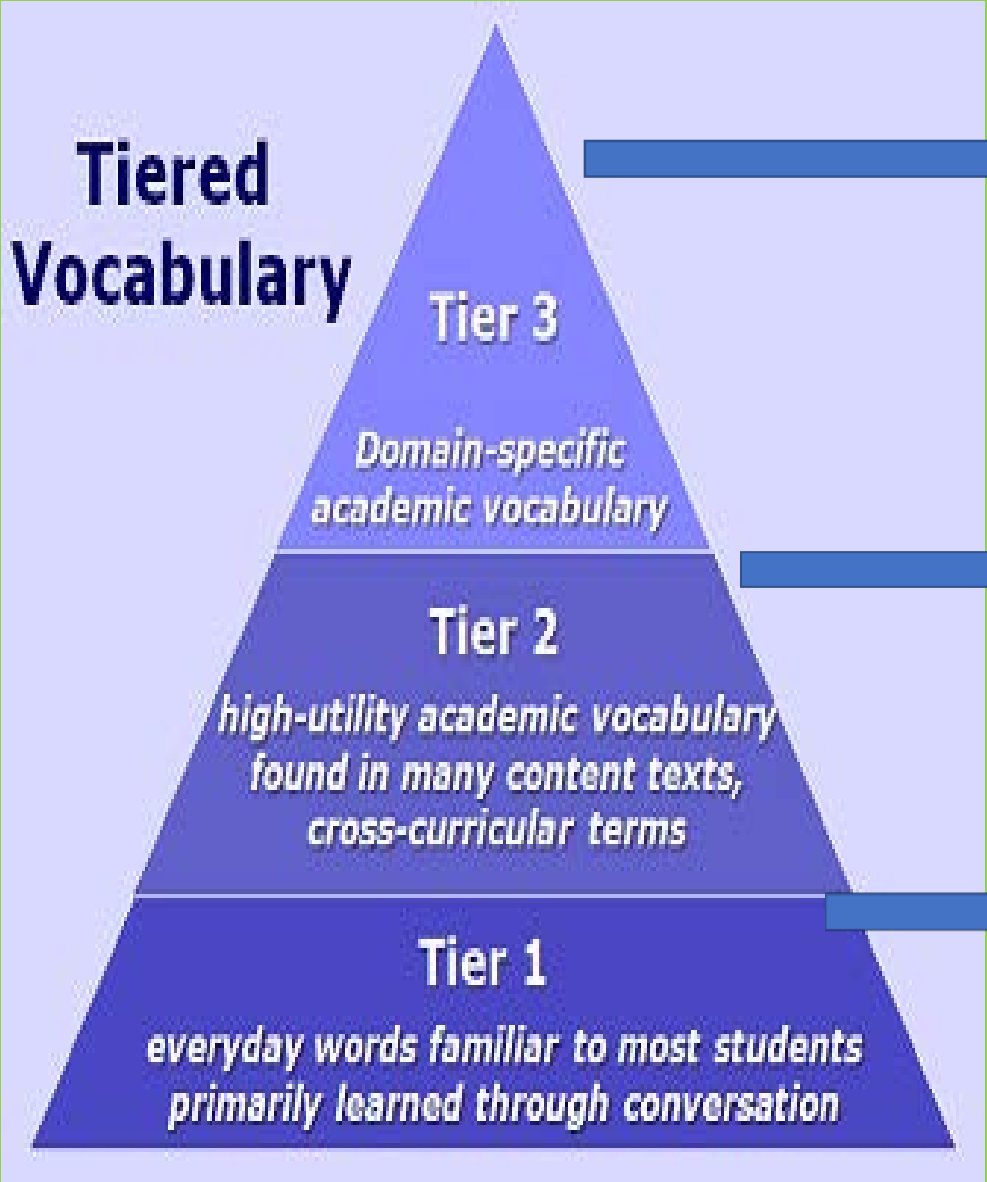 Tiered
Vocabulary
Tier 3
Domain-specific
academic vocabulary
Tier 2
high-utility academic vocabulary
found in many content texts,
cross-curricular terms
Tier 1
everyday words familiar to most students
primarily learned through conversation